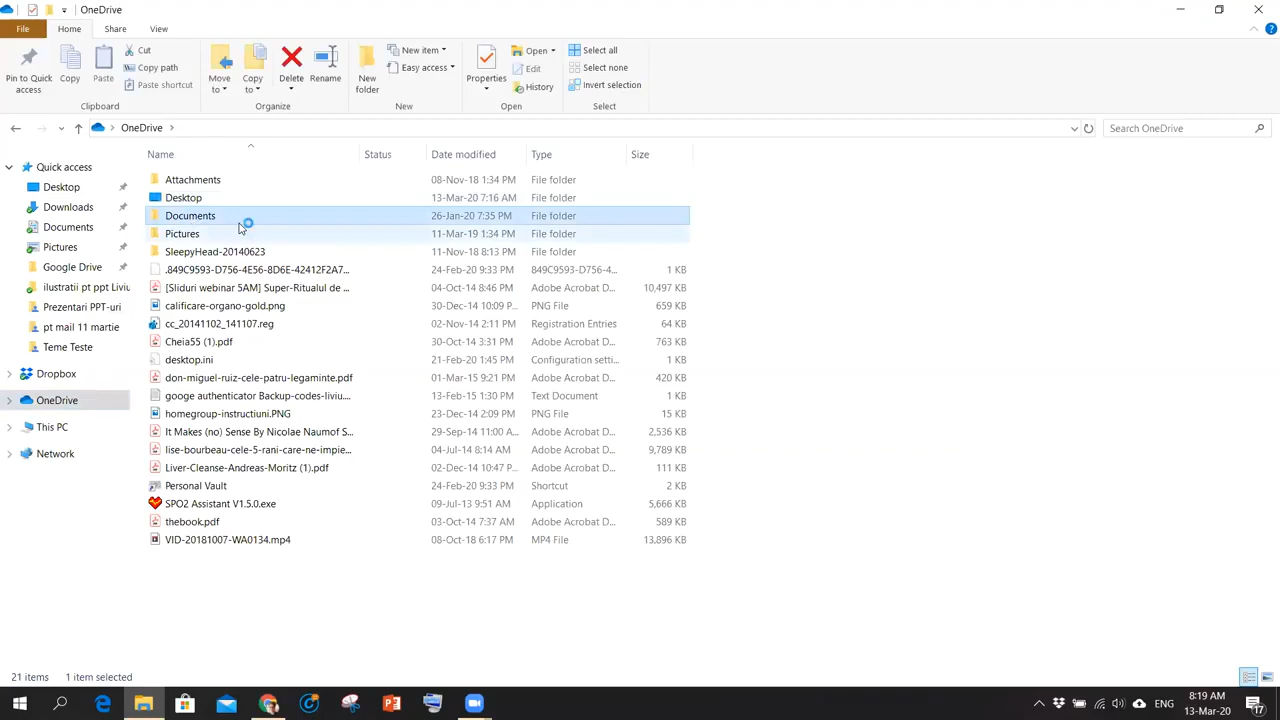 OneDrive
File Home Share View
Pin to Quick access
Copy
Paste
Cut
Copy path
Paste shortcut
Clipboard
Move to
Copy to
Delete
Rename
Organize
New folder
New item
Easy access
New
Properties
Open
Edit
History
Open
Select all
Select none
Invert selection
Select
OneDrive
Search OneDrive
Quick access
Desktop
Downloads
Documents
Pictures
Google Drive
ilustratii pt ppt Liviu
Prezentari PPT-uri
pt mail 11 martie
Teme Teste
Dropbox
OneDrive
This PC
Network
Name Status Date modified Type Size
Attachments 08-Nov-18 1:34 PM File folder
Desktop 13-Mar-20 7:16 AM File folder
Documents 26-Jan-20 7:35 PM File folder
Pictures 11-Mar-19 1:34 PM File folder
SleepyHead-20140623 11-Nov-18 8:13 PM File folder
.849C9593-D756-4E56-8D6E-42412F2A7... 24-Feb-20 9:33 PM 849C9593-D756-4... 1 KB
[Sliduri webinar 5AM] Super-Ritualul de ... 04-Oct-14 8:46 PM Adobe Acrobat D... 10,497 KB
calificare-organo-gold.png 30-Dec-14 10:09 P... PNG File 659 KB
cc_20141102_141107.reg 02-Nov-14 2:11 PM Registration Entries 64 KB
Cheia55 (1).pdf 30-Oct-14 3:31 PM Adobe Acrobat D... 763 KB
desktop.ini 21-Feb-20 1:45 PM Configuration setti... 1 KB
don-miguel-ruiz-cele-patru-legaminte.pdf 01-Mar-15 9:21 PM Adobe Acrobat D... 420 KB
googe authenticator Backup-codes-liviu.... 13-Feb-15 1:30 PM Text Document 1 KB
homegroup-instructiuni.PNG 23-Dec-14 2:09 PM PNG File 15 KB
It Makes (no) Sense By Nicolae Naumof S... 29-Sep-14 11:00 A... Adobe Acrobat D... 2,536 KB
lise-bourbeau-cele-5-rani-care-ne-impie... 04-Jul-14 8:14 AM Adobe Acrobat D... 9,789 KB
Liver-Cleanse-Andreas-Moritz (1).pdf 02-Dec-14 10:47 P... Adobe Acrobat D... 111 KB
Personal Vault 24-Feb-20 9:33 PM Shortcut 2 KB
SPO2 Assistant V1.5.0.exe 09-Jul-13 9:51 AM Application 5,666 KB
thebook.pdf 03-Oct-14 7:37 AM Adobe Acrobat D... 589 KB
VID-20181007-WA0134.mp4 08-Oct-18 6:17 PM MP4 File 13,896 KB
21 items 1 item selected
ENG
8:19 AM
13-Mar-20
17